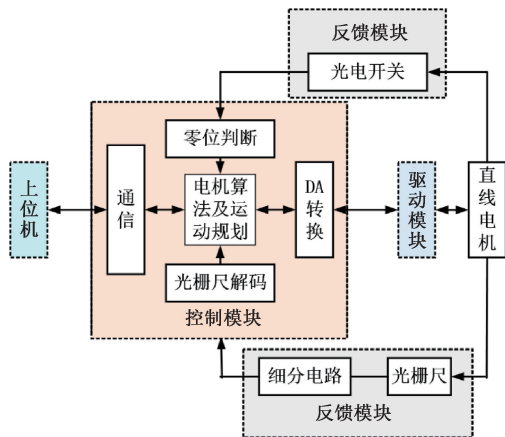 反馈模块
光电开关
零位判断
上位机
通信
电机算
法及运
动规划
DA
转换
驱动模块
直线电机
光栅尺解码
控制模块
细分电路
光栅尺
反馈模块